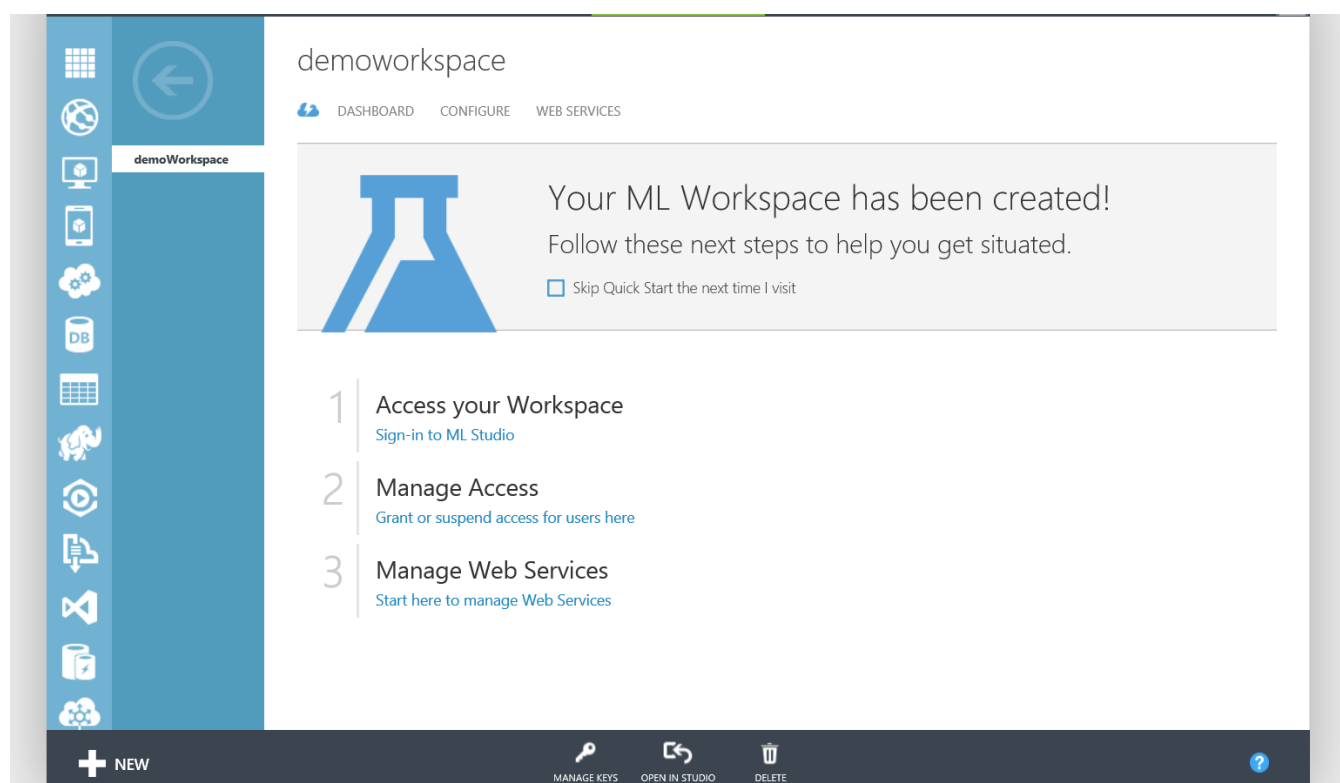 demoworkspace
DASHBOARD CONFIGURE WEB SERVICES
demoWorkspace
Your ML Workspace has been created!
Follow these next steps to help you get situated.
Skip Quick Start the next time I visit
1 Access your Workspace
Sign-in to ML Studio
2 Manage Access
Grant or suspend access for users here
3 Manage Web Services
Start here to manage Web Services
DB
NEW
MANAGE KEYS OPEN IN STUDIO DELETE
?